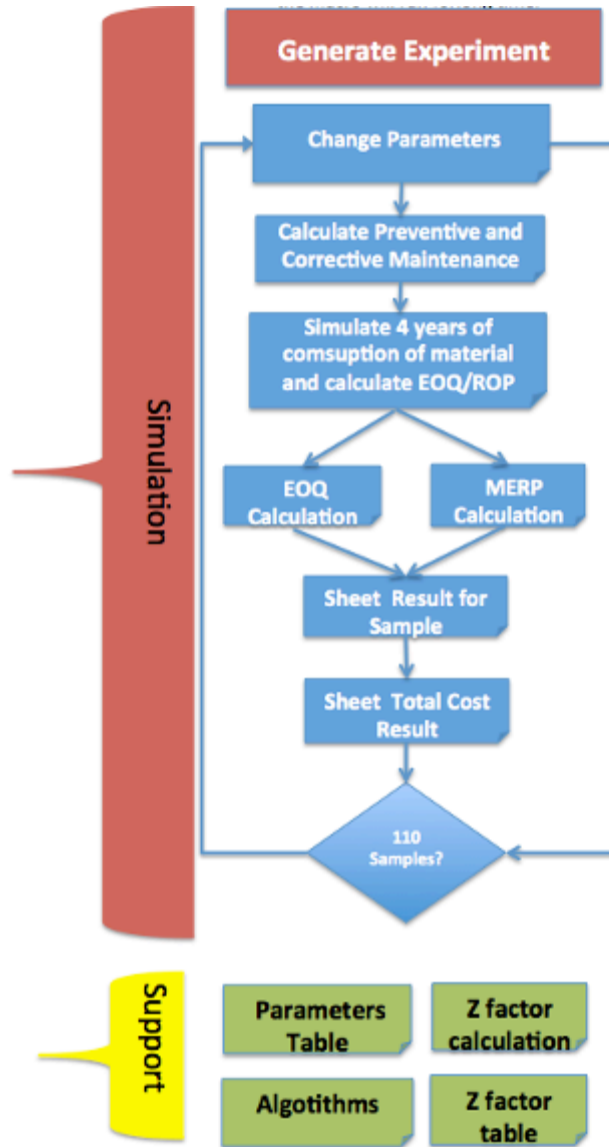 Generate Experiment
Change Parameters
Calculate Preventive and
Corrective Maintenance
Simulate 4 years of
comsuption of material
and calculate EOQ/ROP
EOQ
Calculation
MERP
Calculation
Sheet Result for
Sample
Sheet Total Cost
Result
110
Samples?
Simulation
Support
Parameters
Table
Z factor
calculation
Algotithms
Z factor
table